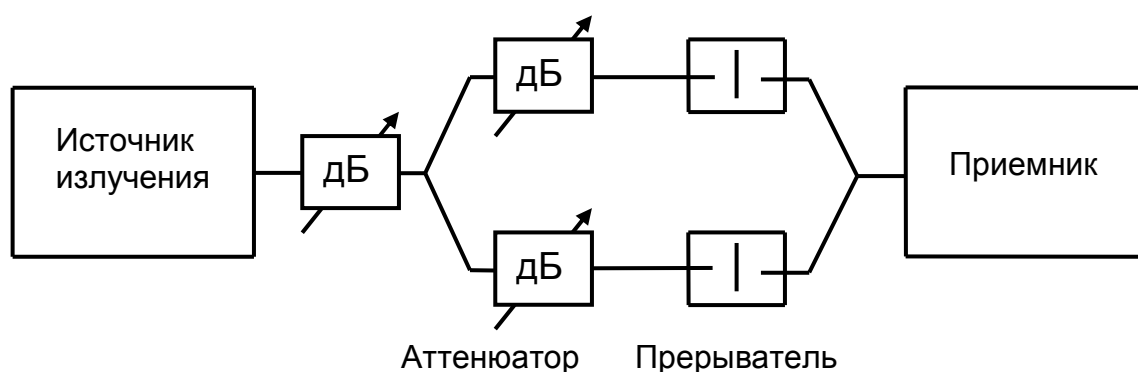 дБ
Источник
излучения
дБ
Приемник
дБ
Аттенюатор Прерыватель